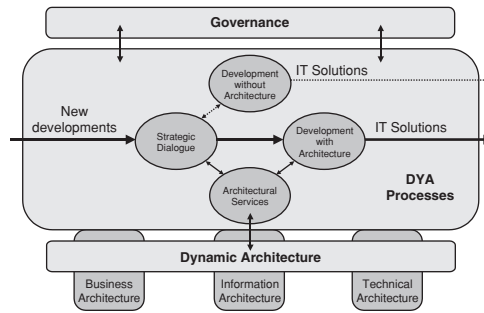 Governance
Development
without
Architecture
IT Solutions
New
developments
Strategic
Dialogue
Development
with
Architecture
IT Solutions
Architectural
Services
DYA
Processes
Dynamic Architecture
Business
Architecture
Information
Architecture
Technical
Architecture